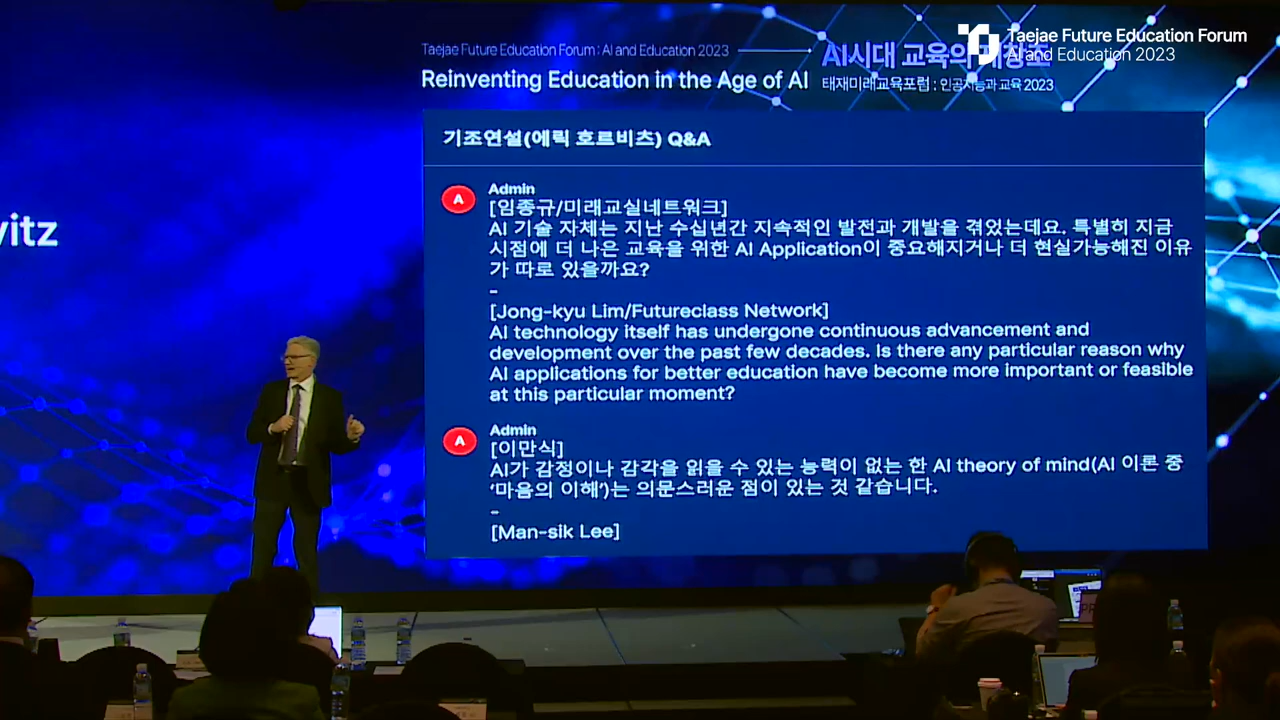 Taejae Future Education Forum
AI and Education 2023
Taejae Future Education Forum : AI and Education 2023
Reinventing Education in the Age of AI
AI시대 교육의 재창조
태재미래교육포럼 : 인공지능과 교육 2023
vitz
기조연설(에릭 호르비츠) Q&A
A
Admin
[임종규/미래교실네트워크]
AI 기술 자체는 지난 수십년간 지속적인 발전과 개발을 겪었는데요. 특별히 지금
시점에 더 나은 교육을 위한 AI Application이 중요해지거나 더 현실가능해진 이유
가 따로 있을까요?
-
[Jong-kyu Lim/Futureclass Network]
AI technology itself has undergone continuous advancement and
development over the past few decades. Is there any particular reason why
AI applications for better education have become more important or feasible
at this particular moment?
A
Admin
[이만식]
AI가 감정이나 감각을 읽을 수 있는 능력이 없는 한 AI theory of mind(AI 이론 중
‘마음의 이해’)는 의문스러운 점이 있는 것 같습니다.
-
[Man-sik Lee]